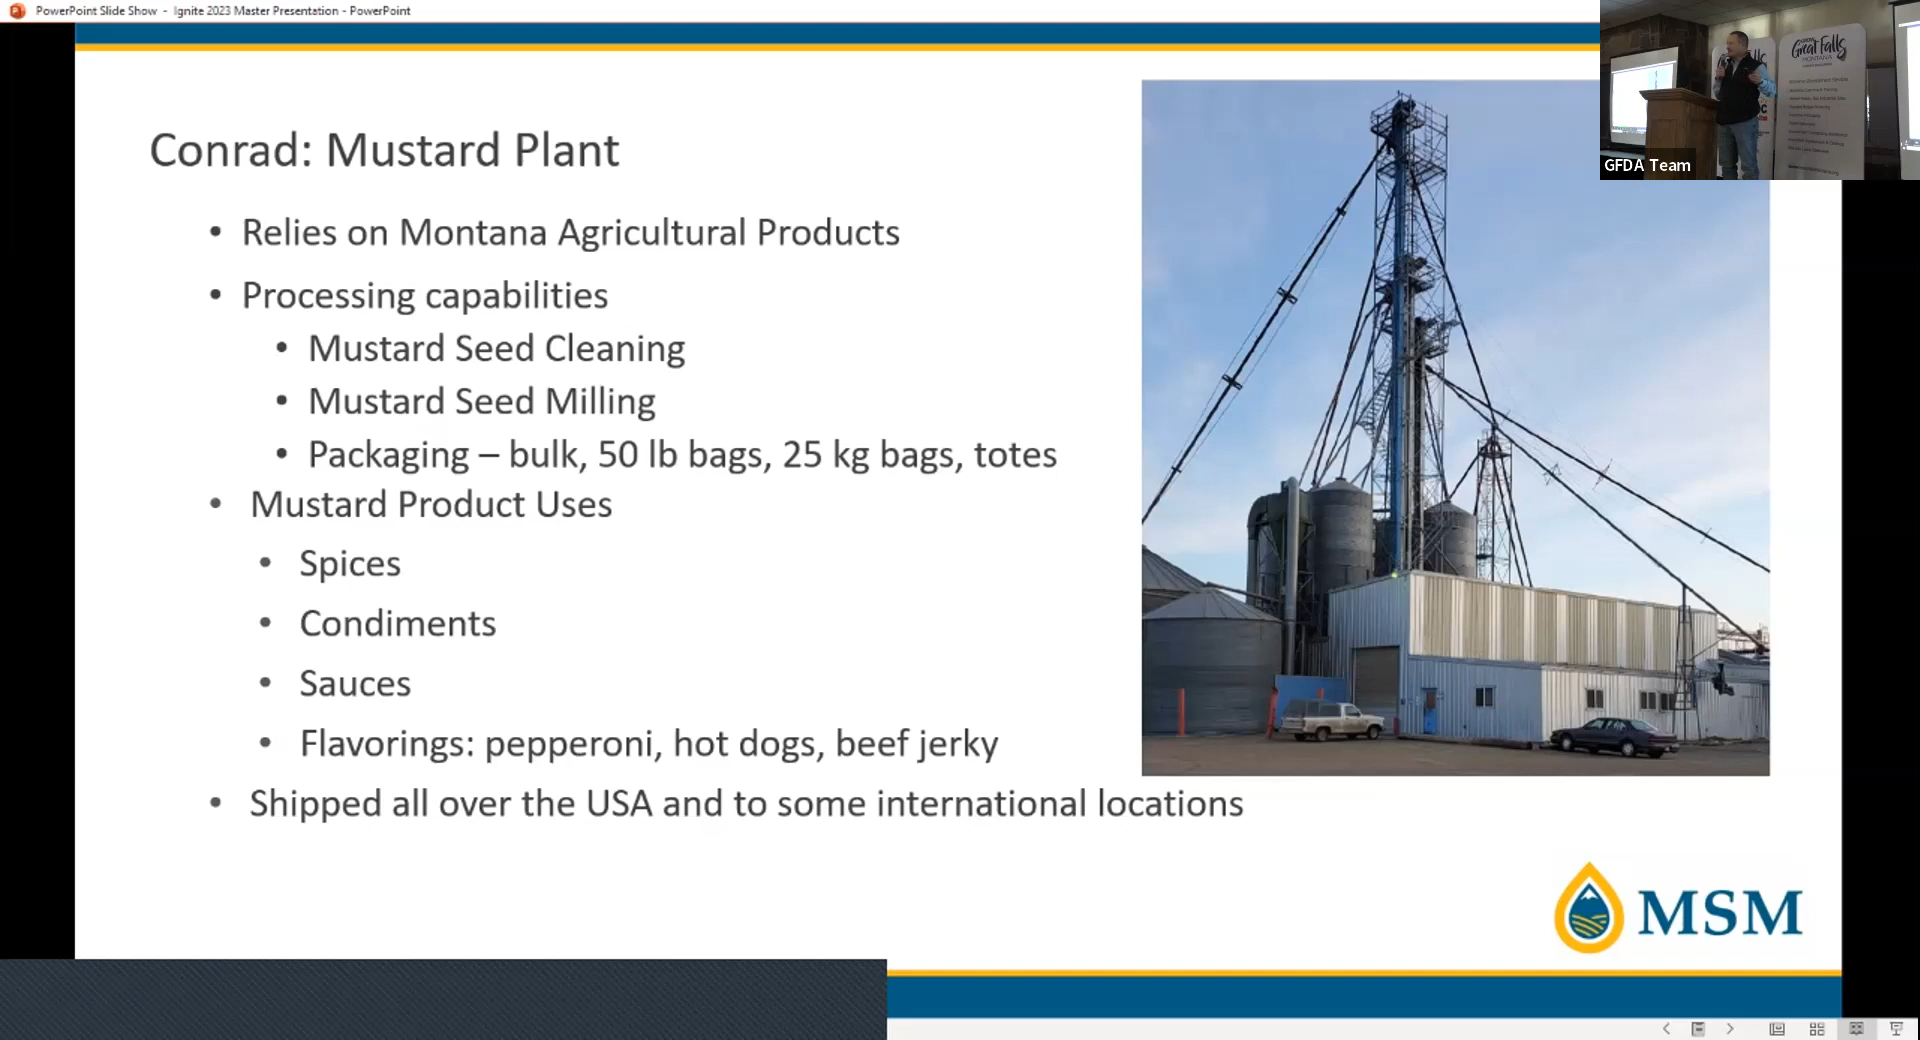 PowerPoint Slide Show - Ignite 2023 Master Presentation - PowerPoint
Great Falls
MONTANA
GFDA Team
Conrad: Mustard Plant
• Relies on Montana Agricultural Products
• Processing capabilities
• Mustard Seed Cleaning
• Mustard Seed Milling
• Packaging – bulk, 50 lb bags, 25 kg bags, totes
• Mustard Product Uses
• Spices
• Condiments
• Sauces
• Flavorings: pepperoni, hot dogs, beef jerky
• Shipped all over the USA and to some international locations
MSM